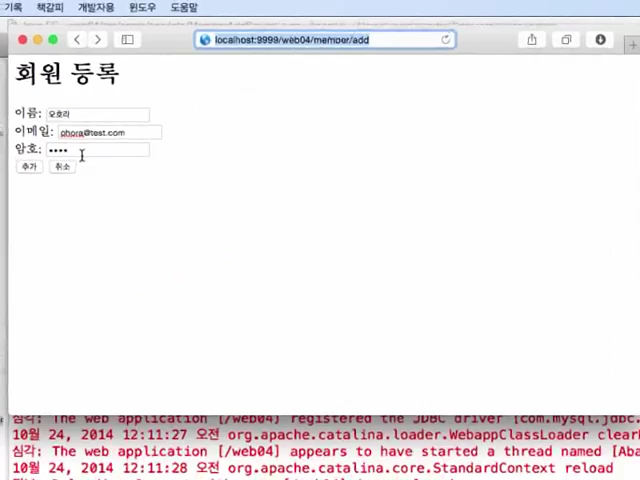 기록 책갈피 개발자용 윈도우 도움말
localhost:9999/web04/member/add
회원 등록
이름: 오호라
이메일: ohora@test.com
암호: ••••
추가 취소
심각: The web application [/web04] registered the JDBC driver [com.mysql.jdbc.
10월 24, 2014 12:11:27 오전 org.apache.catalina.loader.WebappClassLoader clear
심각: The web application [/web04] appears to have started a thread named [Aba
10월 24, 2014 12:11:28 오전 org.apache.catalina.core.StandardContext reload